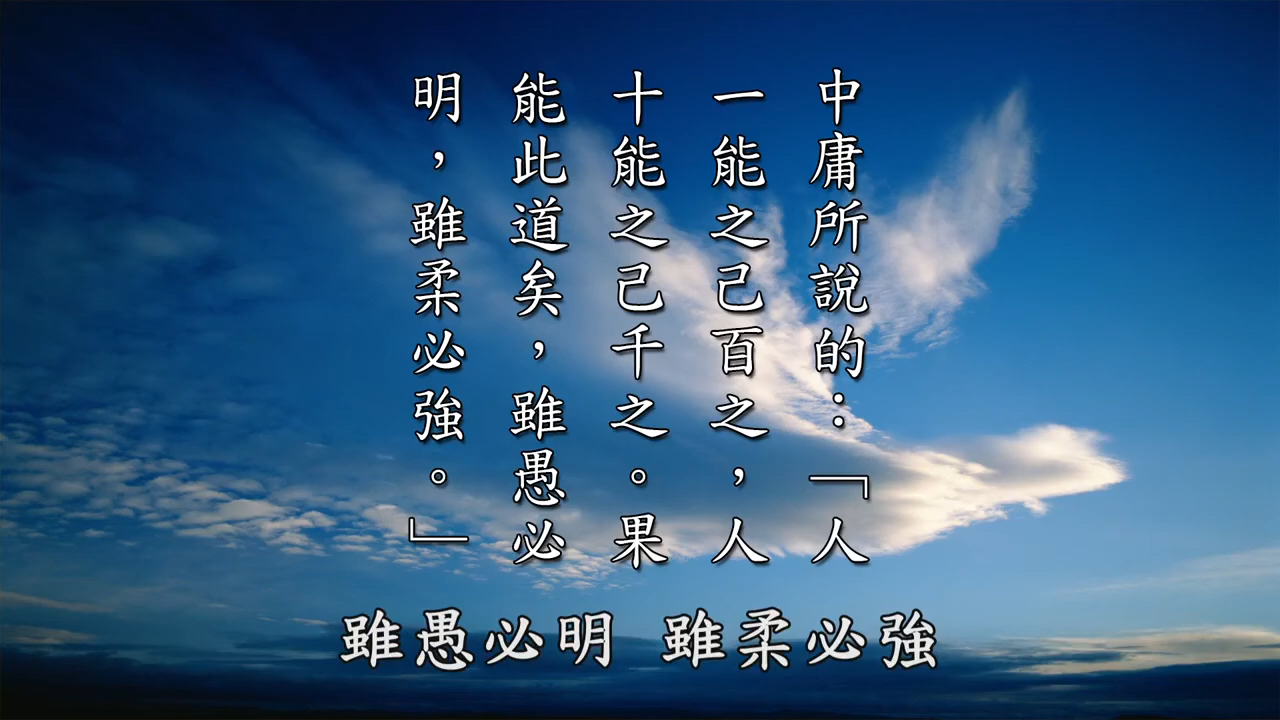 中庸所說的：「人
一能之己百之，人
十能之己千之。果
能此道矣，雖愚必
明，雖柔必強。」
雖愚必明 雖柔必強